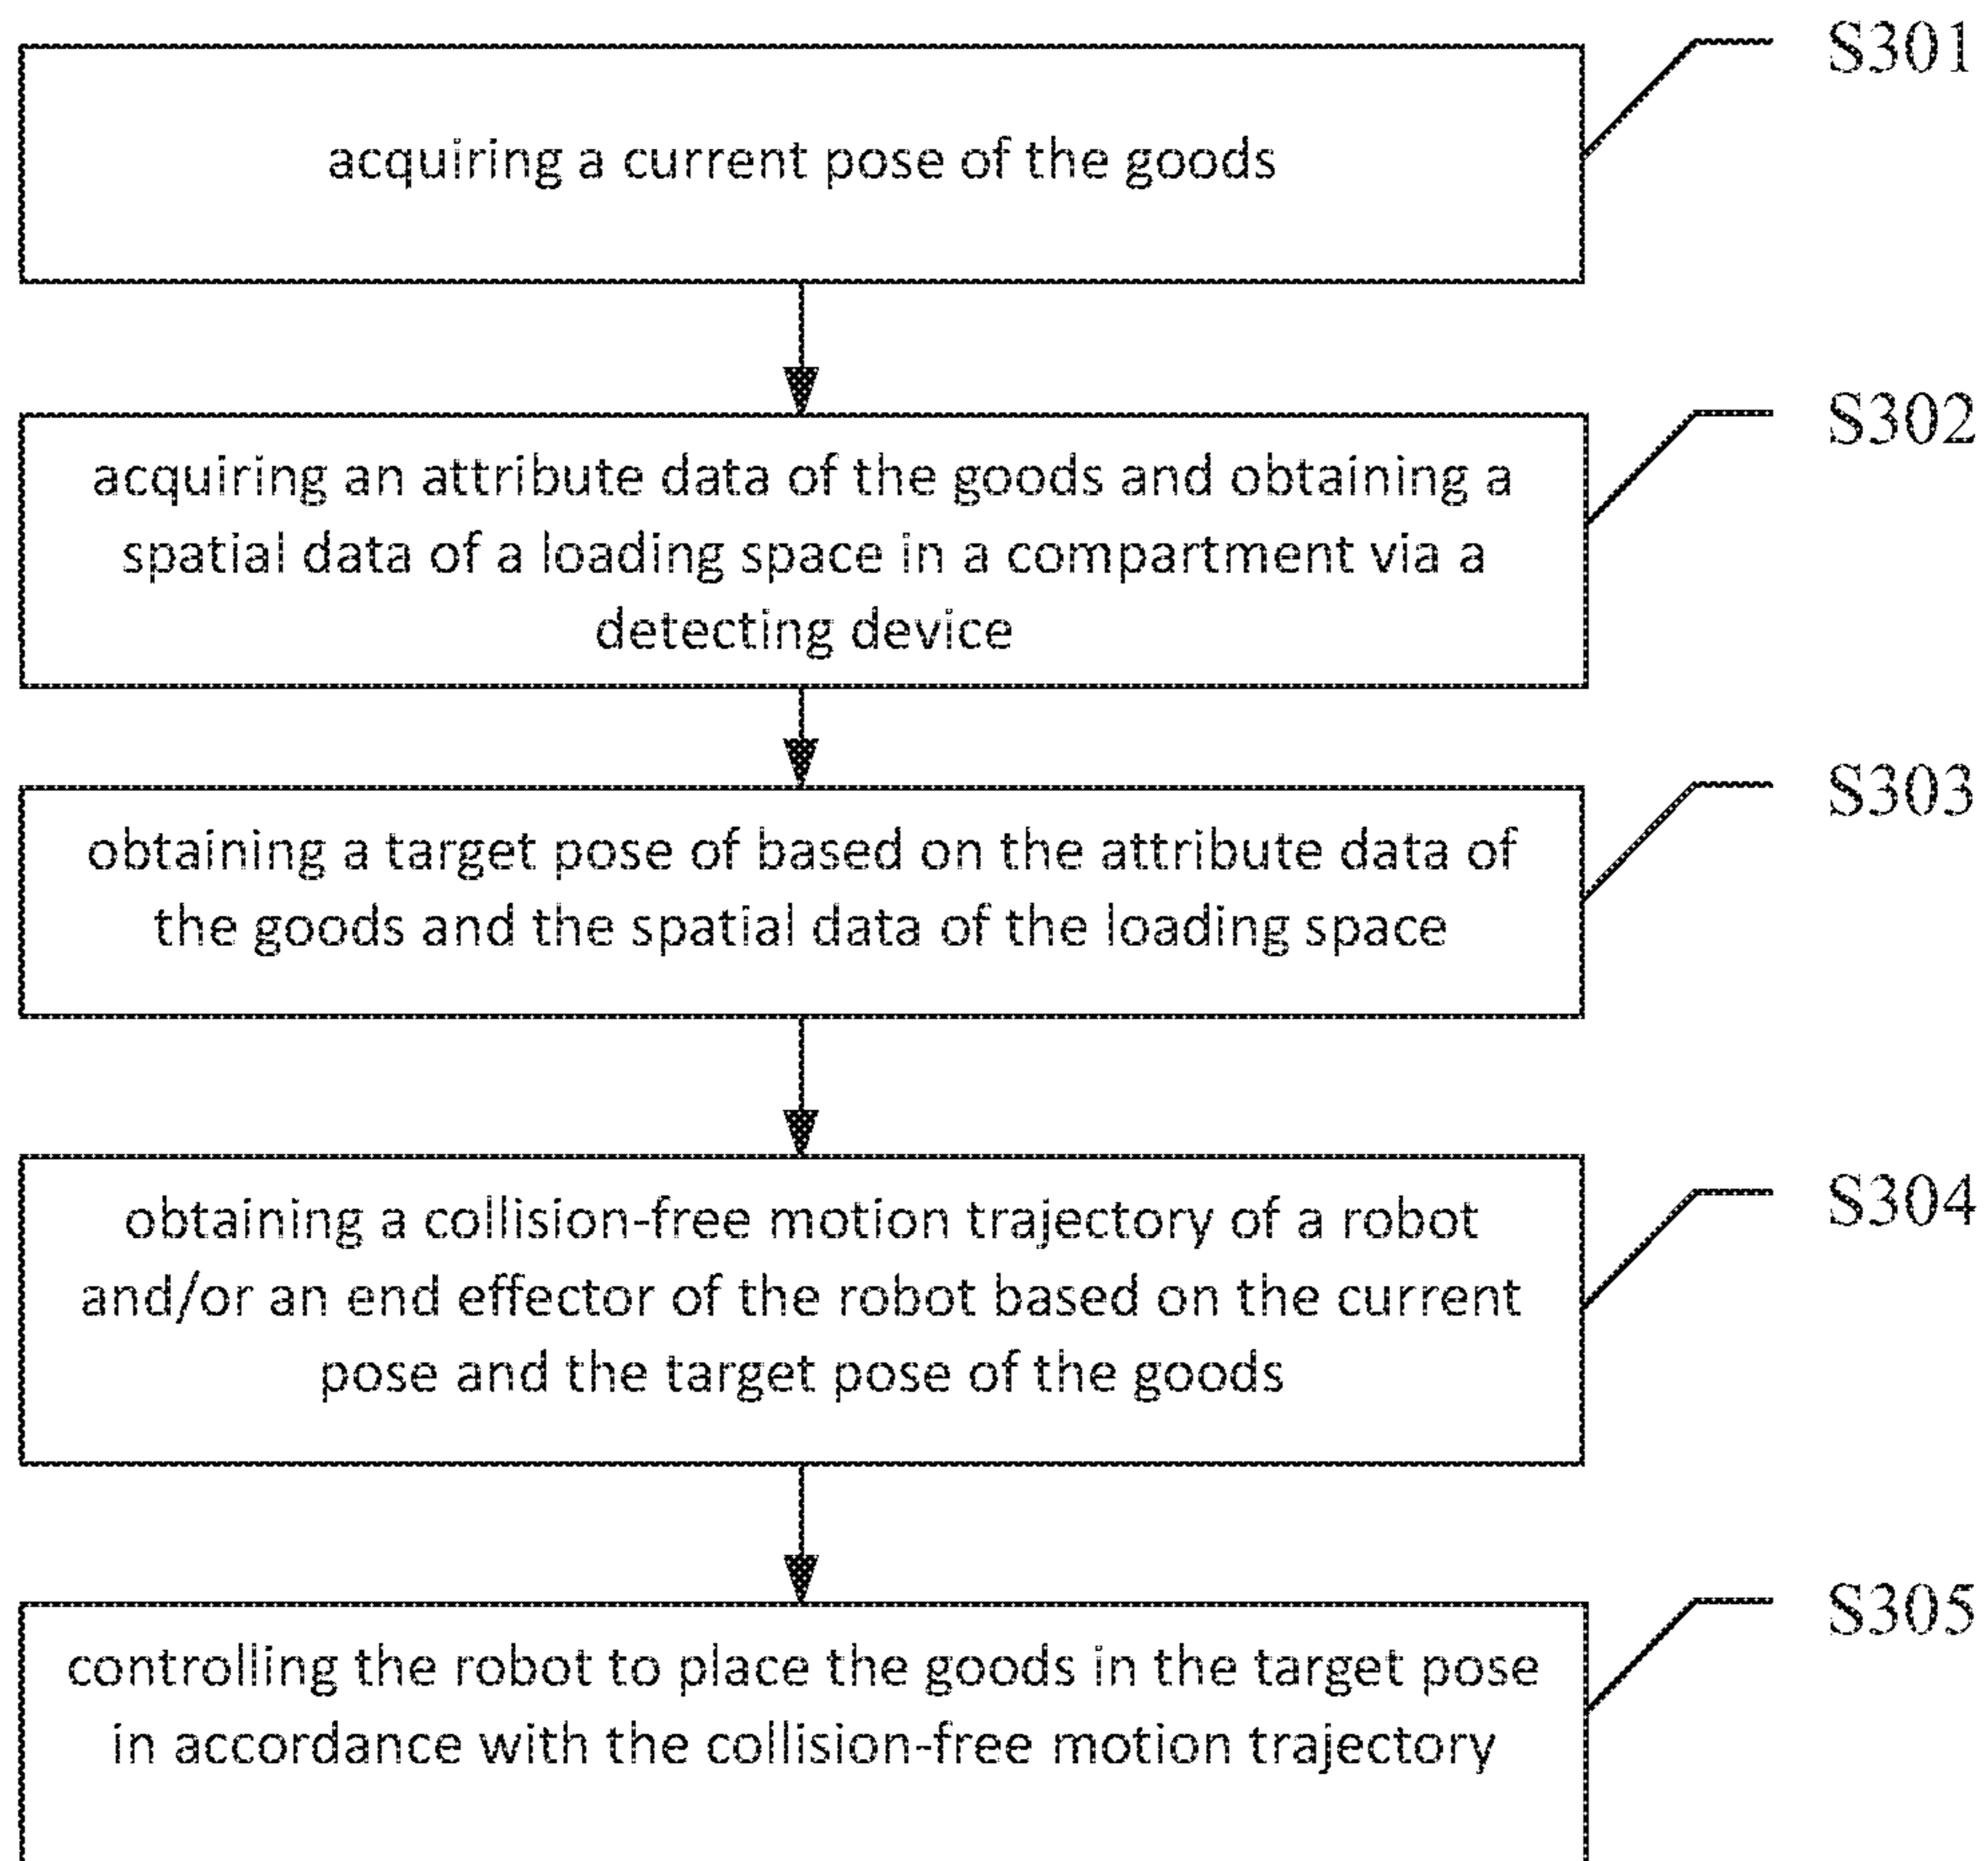 S301
acquiring a current pose of the goods
S302
acquiring an attribute data of the goods and obtaining a
spatial data of a loading space in a compartment via a
detecting device
S303
obtaining a target pose of based on the attribute data of
the goods and the spatial data of the loading space
S304
obtaining a collision-free motion trajectory of a robot
and/or an end effector of the robot based on the current
pose and the target pose of the goods
S305
controlling the robot to place the goods in the target pose
in accordance with the collision-free motion trajectory